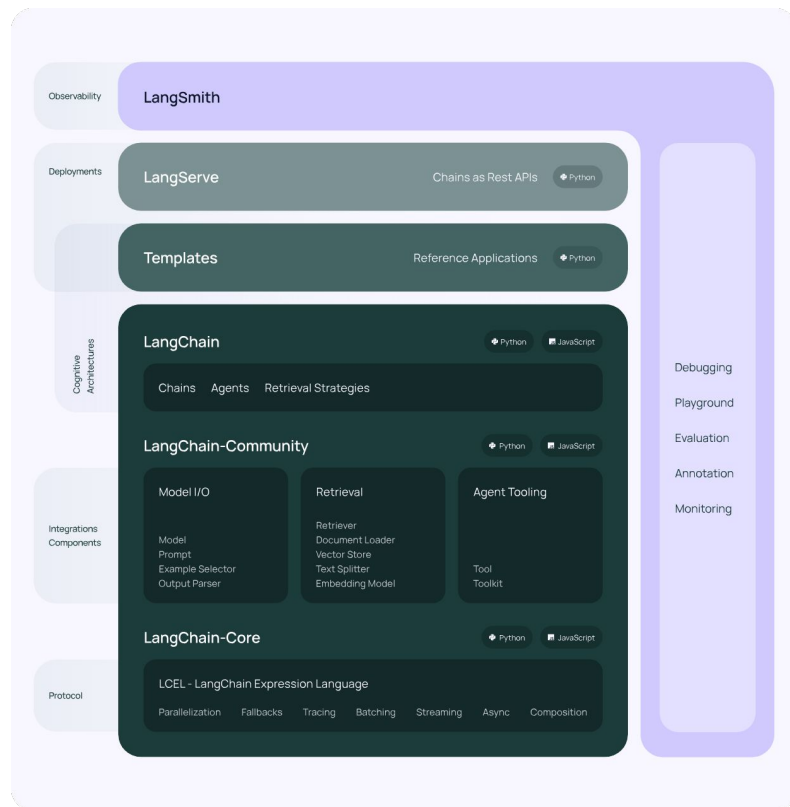 Observability
LangSmith
Deployments
LangServe
Chains as Rest APIs
Python
Templates
Reference Applications
Python
Cognitive
Architectures
LangChain
Python
JavaScript
Chains Agents Retrieval Strategies
LangChain-Community
Python
JavaScript
Integrations
Components
Model I/O
Model
Prompt
Example Selector
Output Parser
Retrieval
Retriever
Document Loader
Vector Store
Text Splitter
Embedding Model
Agent Tooling
Tool
Toolkit
LangChain-Core
Python
JavaScript
Protocol
LCEL - LangChain Expression Language
Parallelization Fallbacks Tracing Batching Streaming Async Composition
Debugging
Playground
Evaluation
Annotation
Monitoring